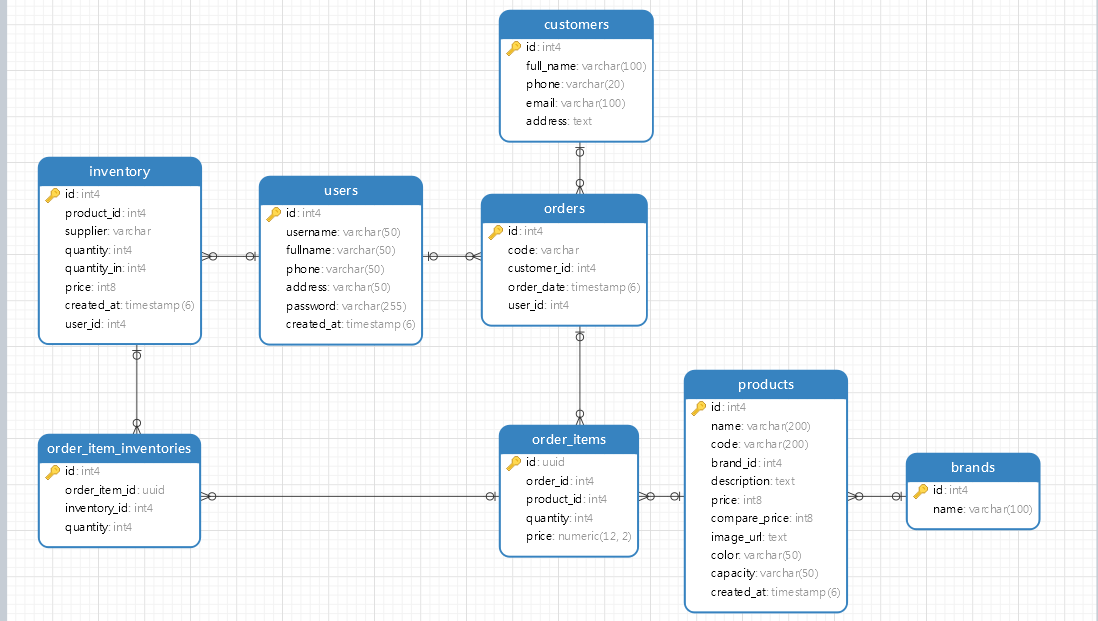 customers
id: int4
full_name: varchar(100)
phone: varchar(20)
email: varchar(100)
address: text
inventory
id: int4
product_id: int4
supplier: varchar
quantity: int4
quantity_in: int4
price: int8
created_at: timestamp(6)
user_id: int4
users
id: int4
username: varchar(50)
fullname: varchar(50)
phone: varchar(50)
address: varchar(50)
password: varchar(255)
created_at: timestamp(6)
orders
id: int4
code: varchar
customer_id: int4
order_date: timestamp(6)
user_id: int4
order_item_inventories
id: int4
order_item_id: uuid
inventory_id: int4
quantity: int4
order_items
id: uuid
order_id: int4
product_id: int4
quantity: int4
price: numeric(12, 2)
products
id: int4
name: varchar(200)
code: varchar(200)
brand_id: int4
description: text
price: int8
compare_price: int8
image_url: text
color: varchar(50)
capacity: varchar(50)
created_at: timestamp(6)
brands
id: int4
name: varchar(100)